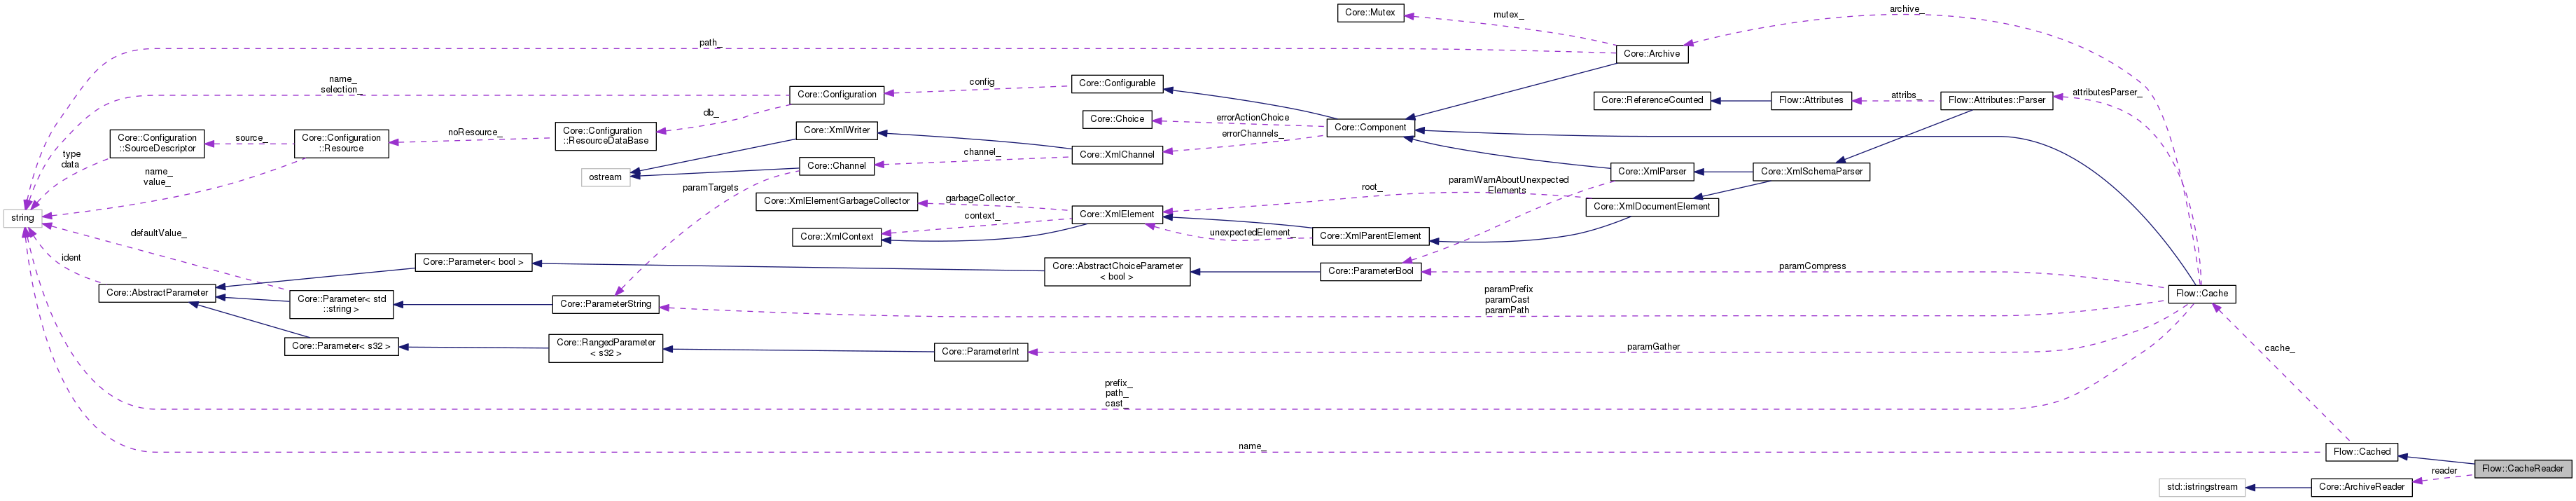 Core::Mutex
mutex_
archive_
path_
Core::Archive
name_
selection_
Core::Configuration
config
Core::Configurable
attributesParser_
db_
Core::ReferenceCounted
Flow::Attributes
attribs_
Flow::Attributes::Parser
Core::Choice
errorActionChoice
errorChannels_
Core::Component
type
data
Core::Configuration
::SourceDescriptor
source_
Core::Configuration
::Resource
noResource_
Core::Configuration
::ResourceDataBase
Core::XmlWriter
channel_
Core::XmlChannel
name_
value_
ostream
Core::Channel
Core::XmlParser
Core::XmlSchemaParser
paramTargets
root_
paramWarnAboutUnexpected
Elements
Core::XmlElementGarbageCollector
garbageCollector_
context_
Core::XmlElement
Core::XmlDocumentElement
string
defaultValue_
Core::XmlContext
unexpectedElement_
Core::XmlParentElement
ident
Core::Parameter< bool >
Core::AbstractChoiceParameter
< bool >
Core::ParameterBool
paramCompress
Core::AbstractParameter
Core::Parameter< std
::string >
Core::ParameterString
paramPrefix
paramCast
paramPath
Flow::Cache
Core::Parameter< s32 >
Core::RangedParameter
< s32 >
Core::ParameterInt
paramGather
cache_
prefix_
path_
cast_
name_
Flow::Cached
reader_
Flow::CacheReader
std::istringstream
Core::ArchiveReader